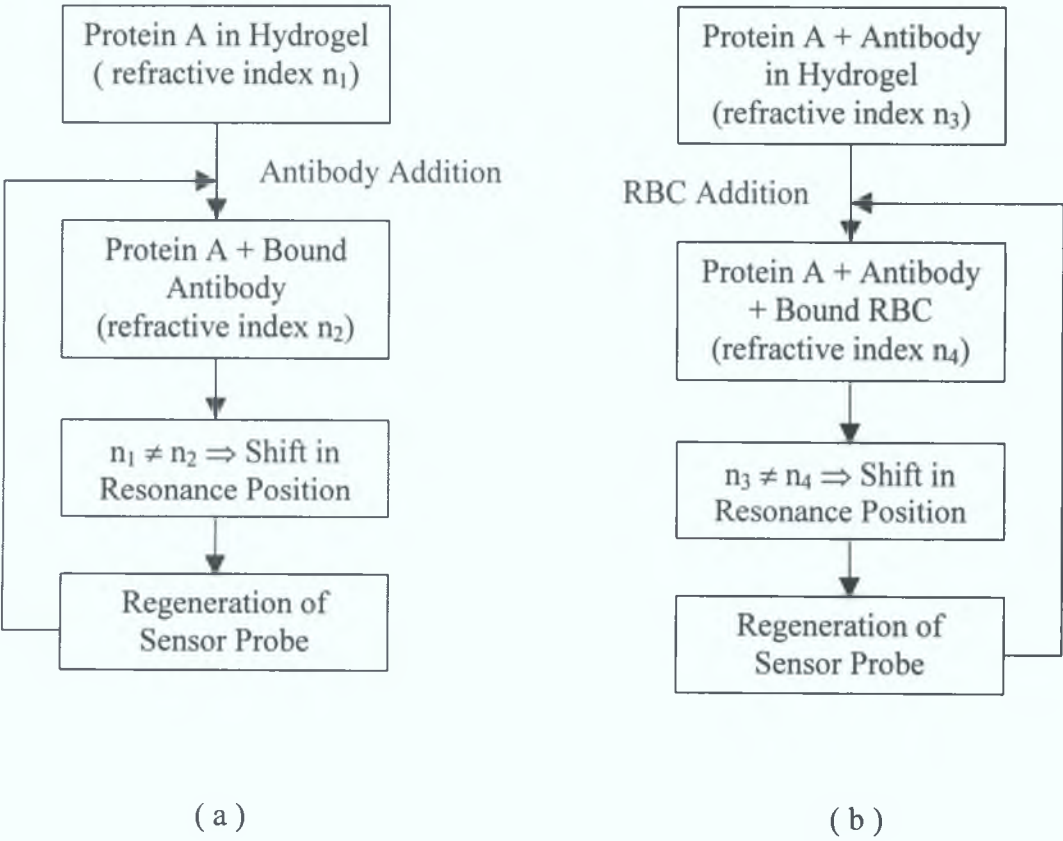 Protein A in Hydrogel
( refractive index n₁)
Antibody Addition
Protein A + Bound
Antibody
(refractive index n₂)
n₁ ≠ n₂ ⇒ Shift in
Resonance Position
Regeneration of
Sensor Probe
( a )
Protein A + Antibody
in Hydrogel
(refractive index n₃)
RBC Addition
Protein A + Antibody
+ Bound RBC
(refractive index n₄)
n₃ ≠ n₄ ⇒ Shift in
Resonance Position
Regeneration of
Sensor Probe
( b )